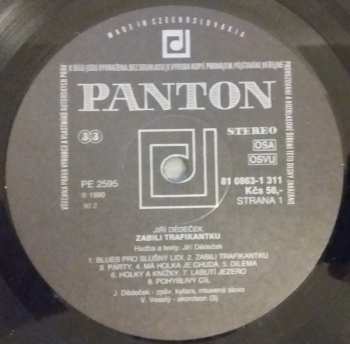 MADE IN CZECHOSLOVAKIA
PANTON
33
STEREO
OSA
OSVU
PE 2595
℗ 1990
81 0863-1 311
Kčs 50,-
STRANA 1
JIŘÍ DĚDEČEK
ZABILI TRAFIKANTKU
Hudba a texty: Jiří Dědeček
1. BLUES PRO SLUŠNÝ LIDI, 2. ZABILI TRAFIKANTKU
3. PÁRTY, 4. MÁ HOLKA JE CHUDÁ, 5. DILEMA
6. HOLKY A KNÍŽKY, 7. LABUTÍ JEZERO
8. POHYBLIVÝ CÍL
J. Dědeček - zpěv, kytara, mluvené slovo
V. Veselý - akordeon (5)